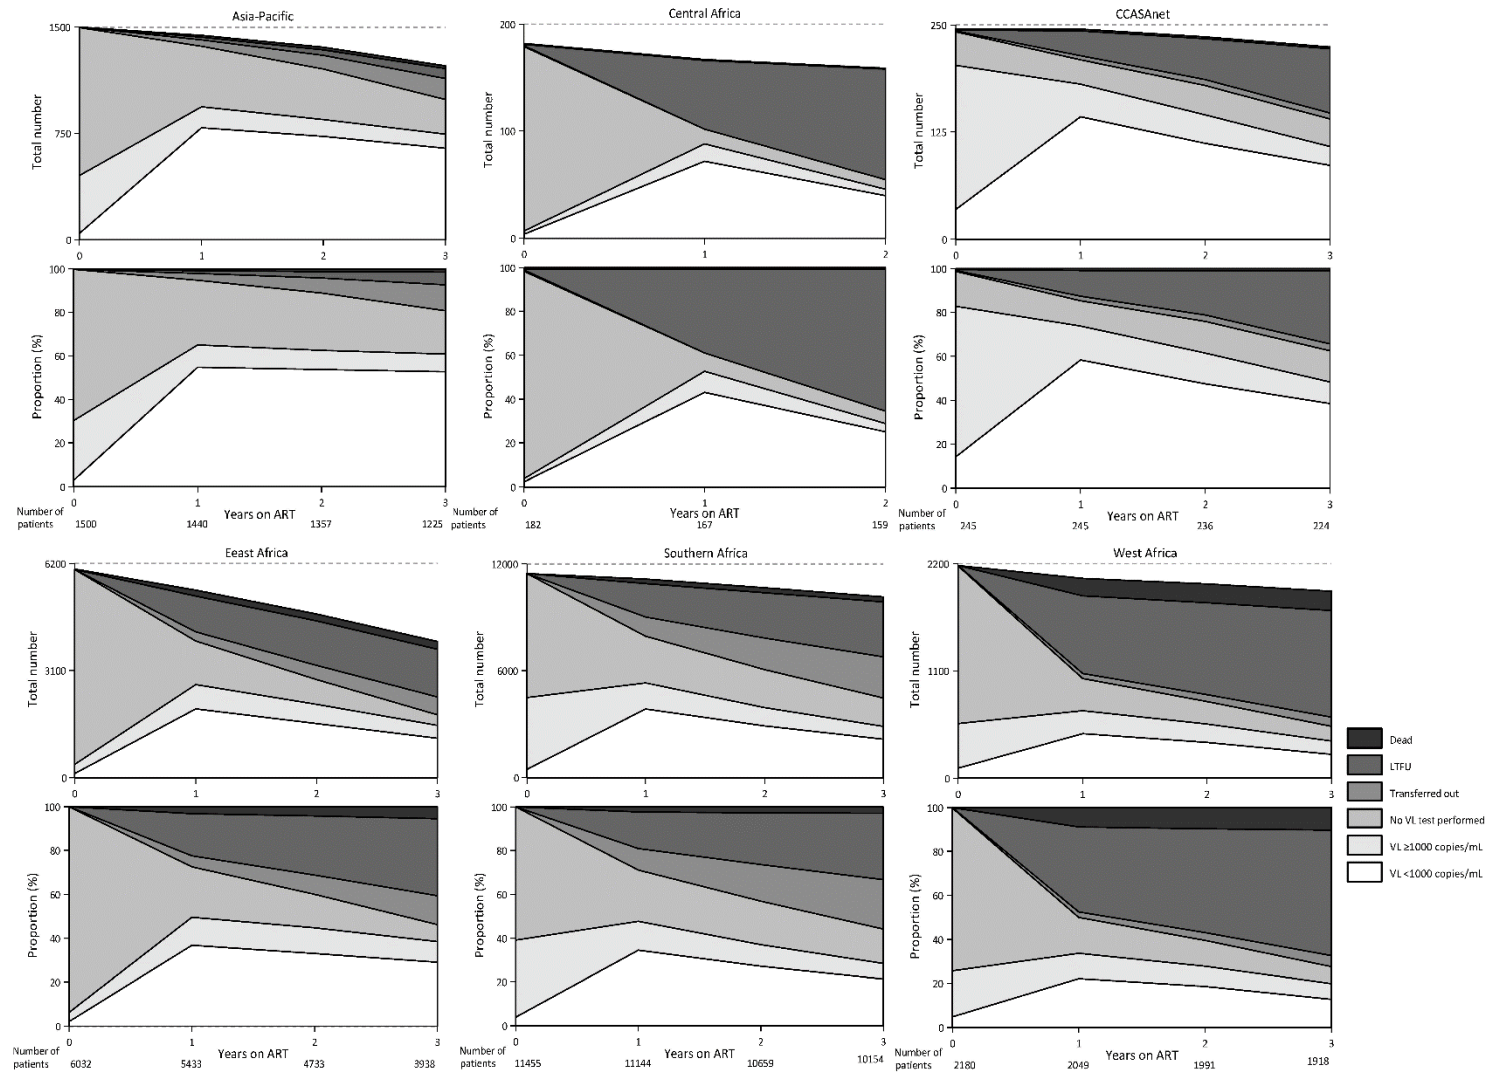 Asia-Pacific
1500
750
0
Total number
0 1 2 3
100
80
60
40
20
0
Proportion (%)
0 1 2 3
Years on ART
Number of
patients
1500 1440 1357 1225
Central Africa
200
100
0
Total number
0 1 2
100
80
60
40
20
0
Proportion (%)
0 1 2
Years on ART
Number of
patients
182 167 159
CCASAnet
250
125
0
Total number
0 1 2 3
100
80
60
40
20
0
Proportion (%)
0 1 2 3
Years on ART
Number of
patients
245 245 236 224
Eeast Africa
6200
3100
0
Total number
0 1 2 3
100
80
60
40
20
0
Proportion (%)
0 1 2 3
Years on ART
Number of
patients
6032 5433 4733 3938
Southern Africa
12000
6000
0
Total number
0 1 2 3
100
80
60
40
20
0
Proportion (%)
0 1 2 3
Years on ART
Number of
patients
11455 11144 10659 10154
West Africa
2200
1100
0
Total number
0 1 2 3
100
80
60
40
20
0
Proportion (%)
0 1 2 3
Years on ART
Number of
patients
2180 2049 1991 1918
Dead
LTFU
Transferred out
No VL test performed
VL ≥1000 copies/mL
VL <1000 copies/mL